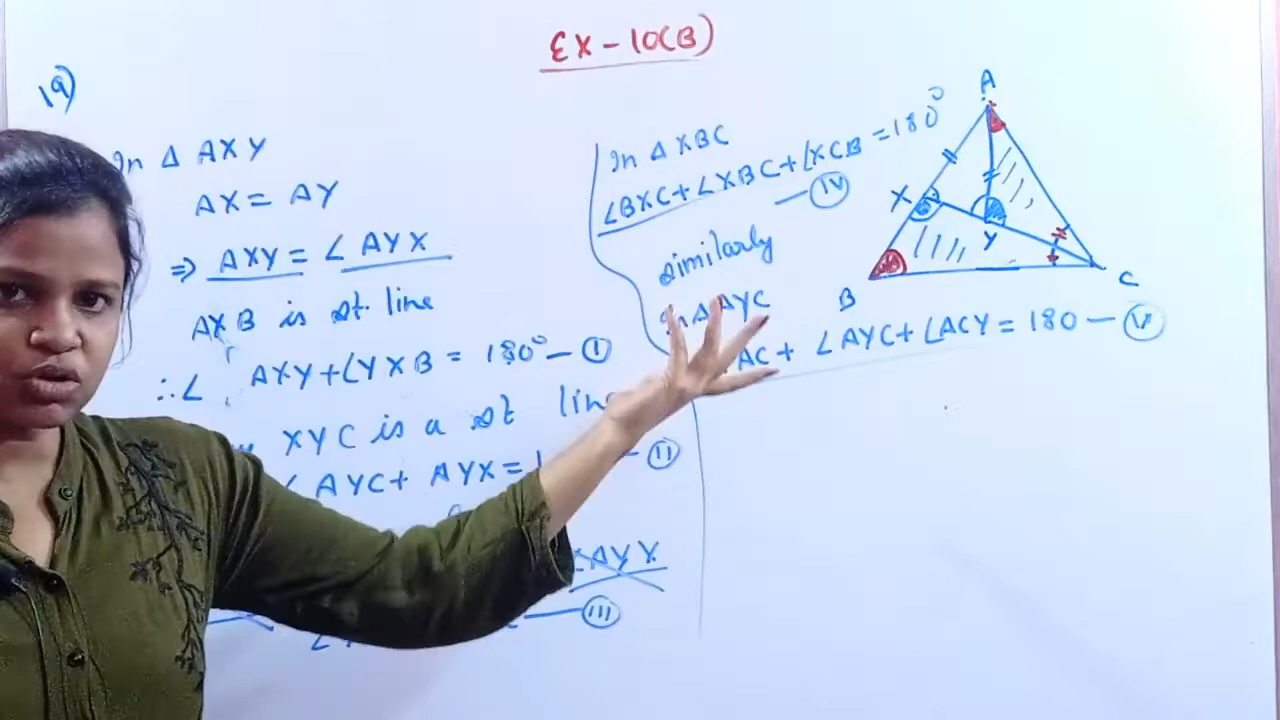 EX - 10(B)
19)
In Δ AXY
AX = AY
⇒ AXY = ∠ AYX
AXB is st line
∴ ∠ AXY + ∠YXB = 180° — (I)
XYC is a st line
∠ AYC + AYX = — (II)
∠AYX
— (III)
In Δ XBC
∠BXC + ∠XBC + ∠XCB = 180°
— (IV)
similarly
In Δ AYC
AC + ∠AYC + ∠ACY = 180 — (V)
A
X
Y
B
C